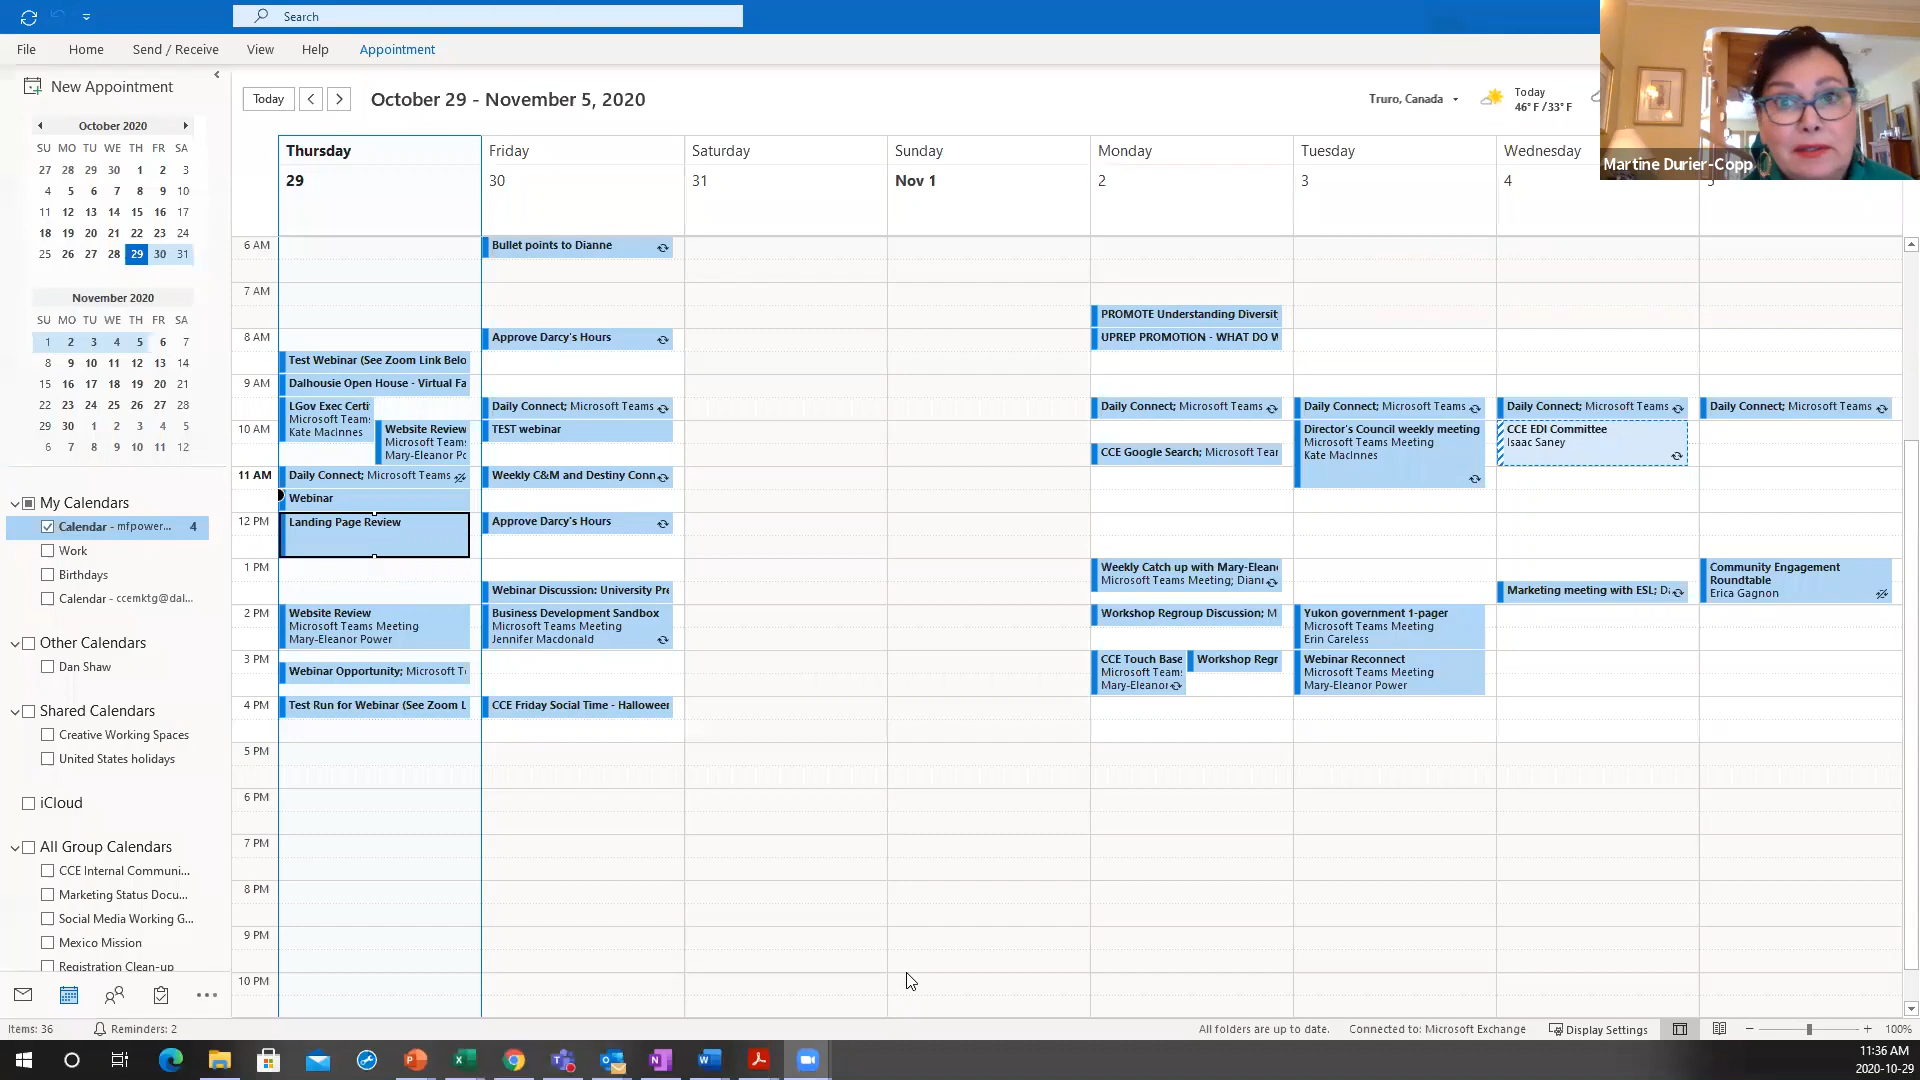 Search
File Home Send / Receive View Help Appointment
New Appointment
Today
October 29 - November 5, 2020
Truro, Canada
Today
46° F / 33° F
Martine Durier-Copp
October 2020
SU MO TU WE TH FR SA
27 28 29 30 1 2 3
4 5 6 7 8 9 10
11 12 13 14 15 16 17
18 19 20 21 22 23 24
25 26 27 28 29 30 31
November 2020
SU MO TU WE TH FR SA
1 2 3 4 5 6 7
8 9 10 11 12 13 14
15 16 17 18 19 20 21
22 23 24 25 26 27 28
29 30 1 2 3 4 5
6 7 8 9 10 11 12
My Calendars
Calendar - mfpower... 4
Work
Birthdays
Calendar - ccemktg@dal...
Other Calendars
Dan Shaw
Shared Calendars
Creative Working Spaces
United States holidays
iCloud
All Group Calendars
CCE Internal Communi...
Marketing Status Docu...
Social Media Working G...
Mexico Mission
Registration Clean-up
Thursday
29
Friday
30
Saturday
31
Sunday
Nov 1
Monday
2
Tuesday
3
Wednesday
4
6 AM
7 AM
8 AM
9 AM
10 AM
11 AM
12 PM
1 PM
2 PM
3 PM
4 PM
5 PM
6 PM
7 PM
8 PM
9 PM
10 PM
Test Webinar (See Zoom Link Belo
Dalhousie Open House - Virtual Fa
LGov Exec Certi
Microsoft Team
Kate MacInnes
Website Review
Microsoft Team
Mary-Eleanor Po
Daily Connect; Microsoft Teams
Webinar
Landing Page Review
Website Review
Microsoft Teams Meeting
Mary-Eleanor Power
Webinar Opportunity; Microsoft T
Test Run for Webinar (See Zoom L
Bullet points to Dianne
Approve Darcy's Hours
Daily Connect; Microsoft Teams
TEST webinar
Weekly C&M and Destiny Conn
Approve Darcy's Hours
Webinar Discussion: University Pre
Business Development Sandbox
Microsoft Teams Meeting
Jennifer Macdonald
CCE Friday Social Time - Halloween
PROMOTE Understanding Diversit
UPREP PROMOTION - WHAT DO W
Daily Connect; Microsoft Teams
CCE Google Search; Microsoft Tear
Weekly Catch up with Mary-Elean
Microsoft Teams Meeting; Diann
Workshop Regroup Discussion; M
CCE Touch Base
Microsoft Team
Mary-Eleanor
Workshop Regr
Daily Connect; Microsoft Teams
Director's Council weekly meeting
Microsoft Teams Meeting
Kate MacInnes
Yukon government 1-pager
Microsoft Teams Meeting
Erin Careless
Webinar Reconnect
Microsoft Teams Meeting
Mary-Eleanor Power
Daily Connect; Microsoft Teams
CCE EDI Committee
Isaac Saney
Marketing meeting with ESL; Di
Daily Connect; Microsoft Teams
Community Engagement
Roundtable
Erica Gagnon
Items: 36 Reminders: 2
All folders are up to date. Connected to: Microsoft Exchange Display Settings 100%
11:36 AM
2020-10-29